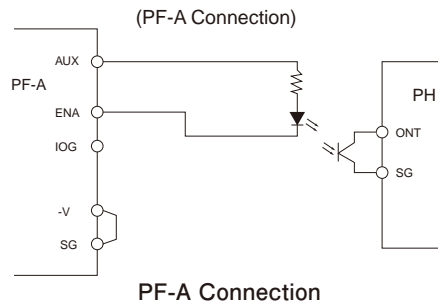 (PF-A Connection)
AUX
PF-A
PH
ENA
ONT
IOG
SG
-V
SG
PF-A Connection